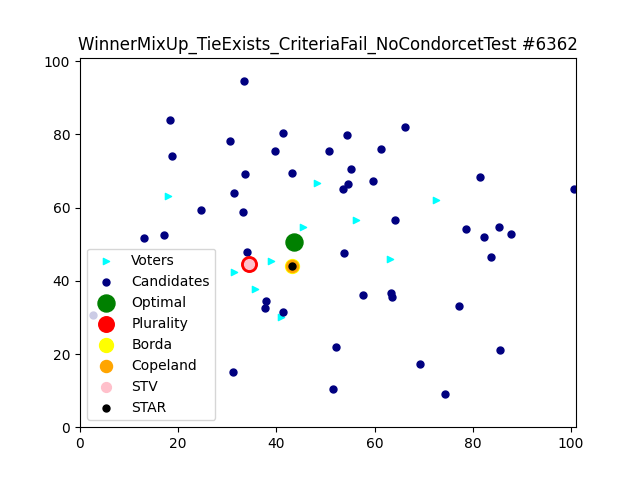 WinnerMixUp_TieExists_CriteriaFail_NoCondorcetTest #6362
100
80
60
40
20
0
Voters
Candidates
Optimal
Plurality
Borda
Copeland
STV
STAR
0 20 40 60 80 100